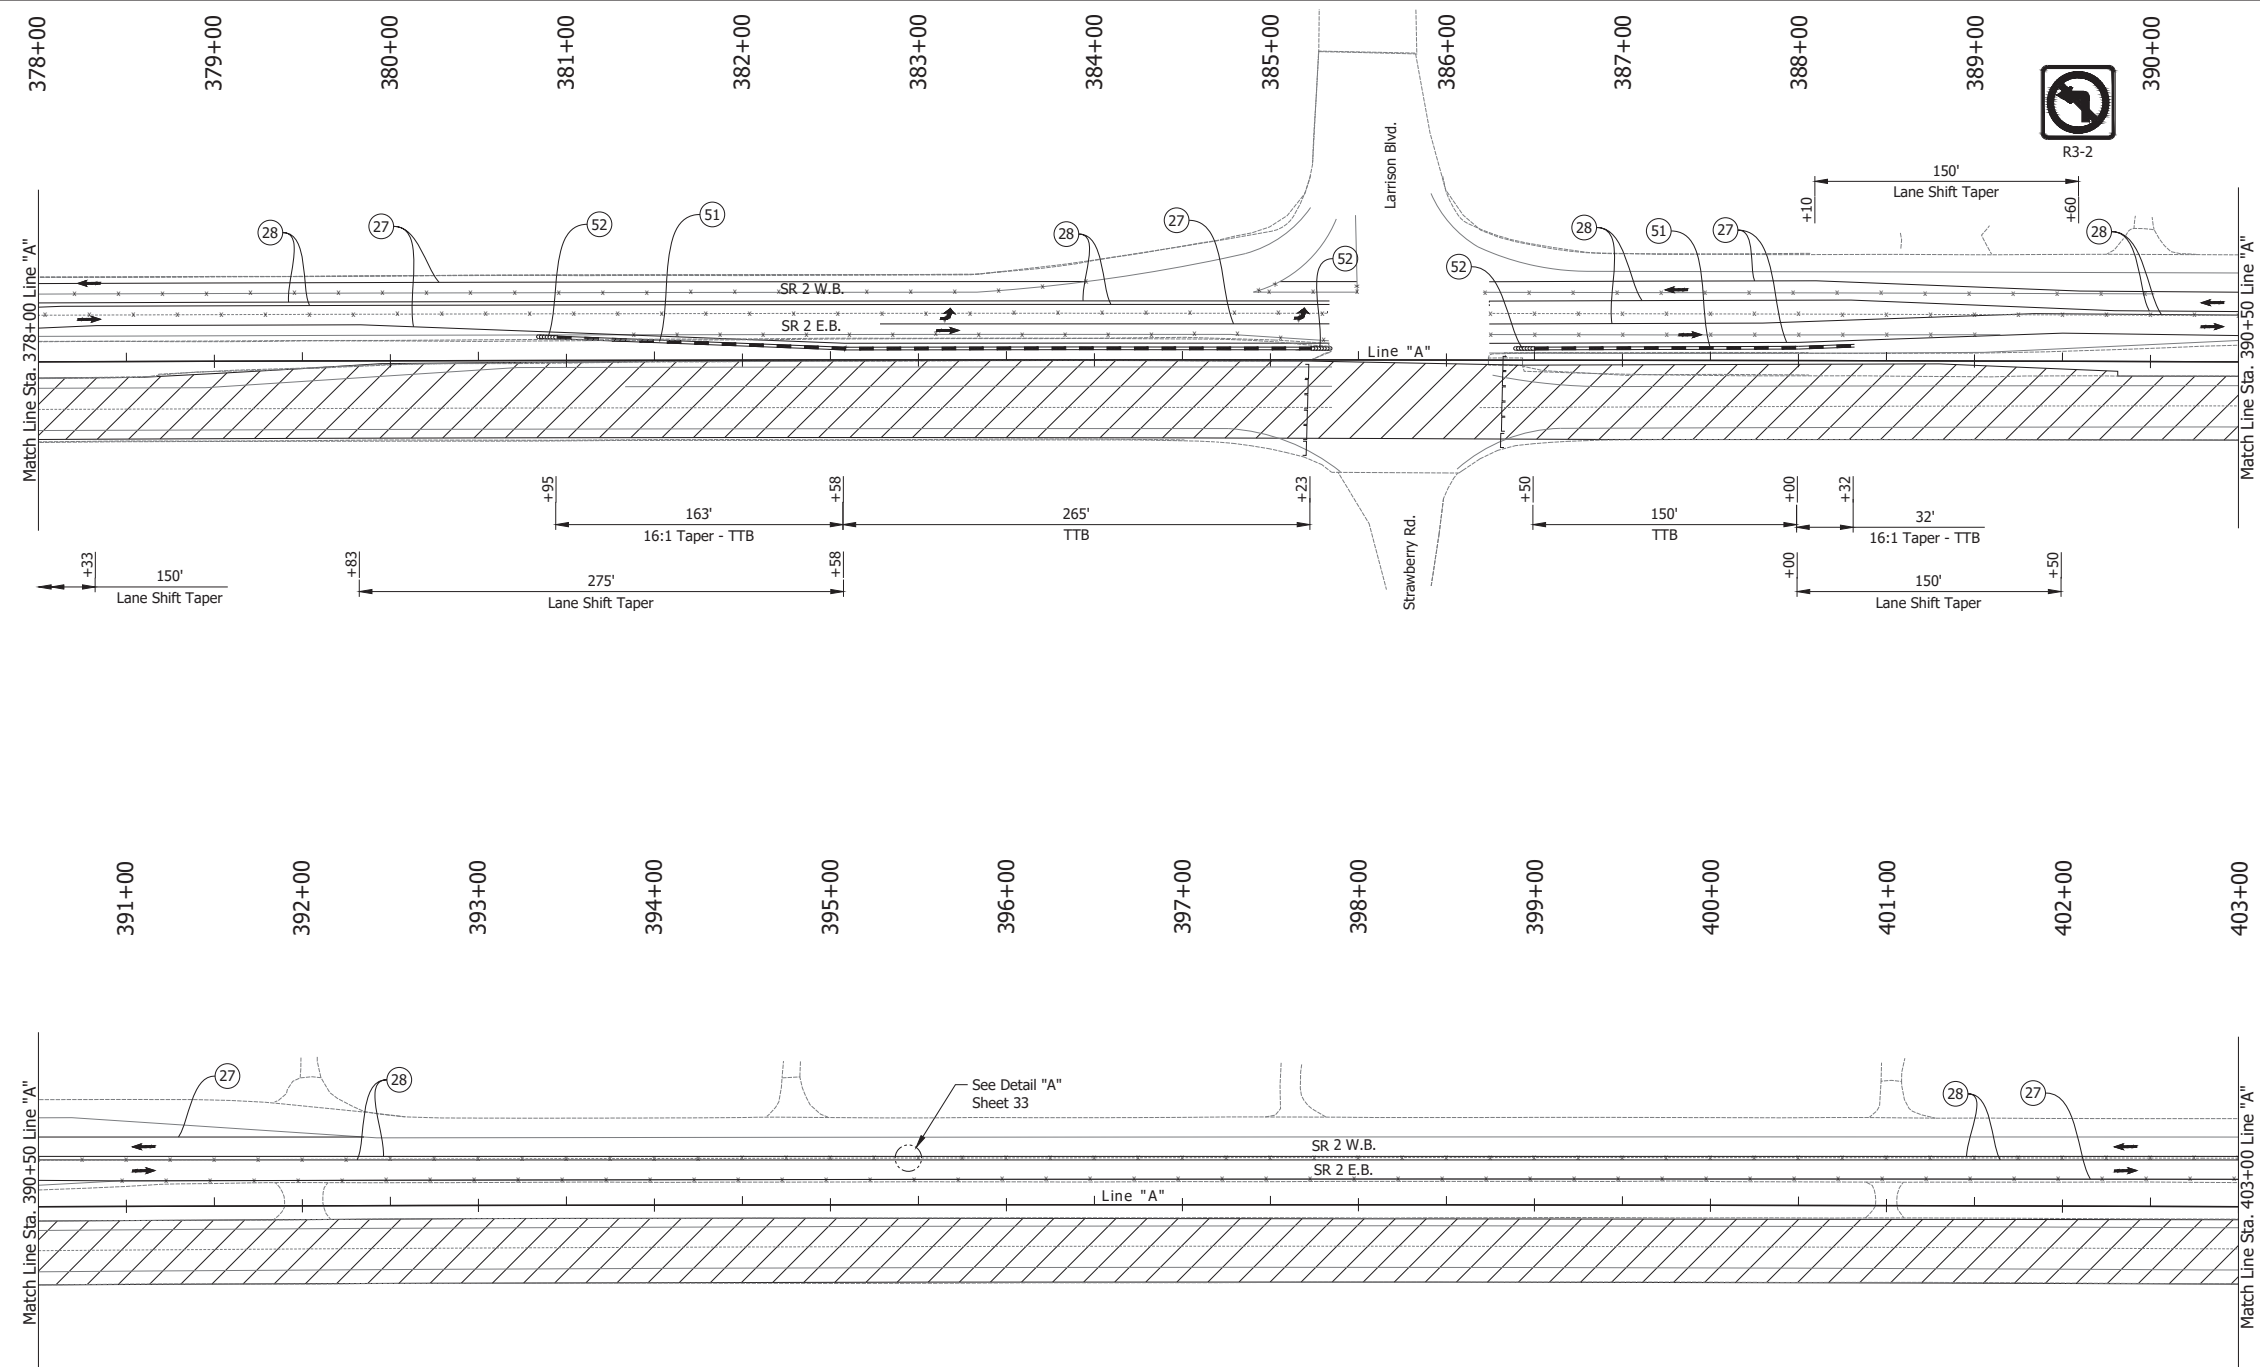 378+00
379+00
380+00
381+00
382+00
383+00
384+00
385+00
386+00
387+00
388+00
389+00
390+00
R3-2
Larrison Blvd.
150'
Lane Shift Taper
+10
+60
28
27
52
51
28
27
52
52
28
51
27
28
Match Line Sta. 378+00 Line "A"
SR 2 W.B.
SR 2 E.B.
Line "A"
Match Line Sta. 390+50 Line "A"
+95
+58
+23
+50
+00
+32
163'
16:1 Taper - TTB
265'
TTB
150'
TTB
32'
16:1 Taper - TTB
+33
+83
+58
+00
+50
150'
Lane Shift Taper
275'
Lane Shift Taper
150'
Lane Shift Taper
Strawberry Rd.
391+00
392+00
393+00
394+00
395+00
396+00
397+00
398+00
399+00
400+00
401+00
402+00
403+00
27
28
See Detail "A"
Sheet 33
28
27
Match Line Sta. 390+50 Line "A"
SR 2 W.B.
SR 2 E.B.
Line "A"
Match Line Sta. 403+00 Line "A"